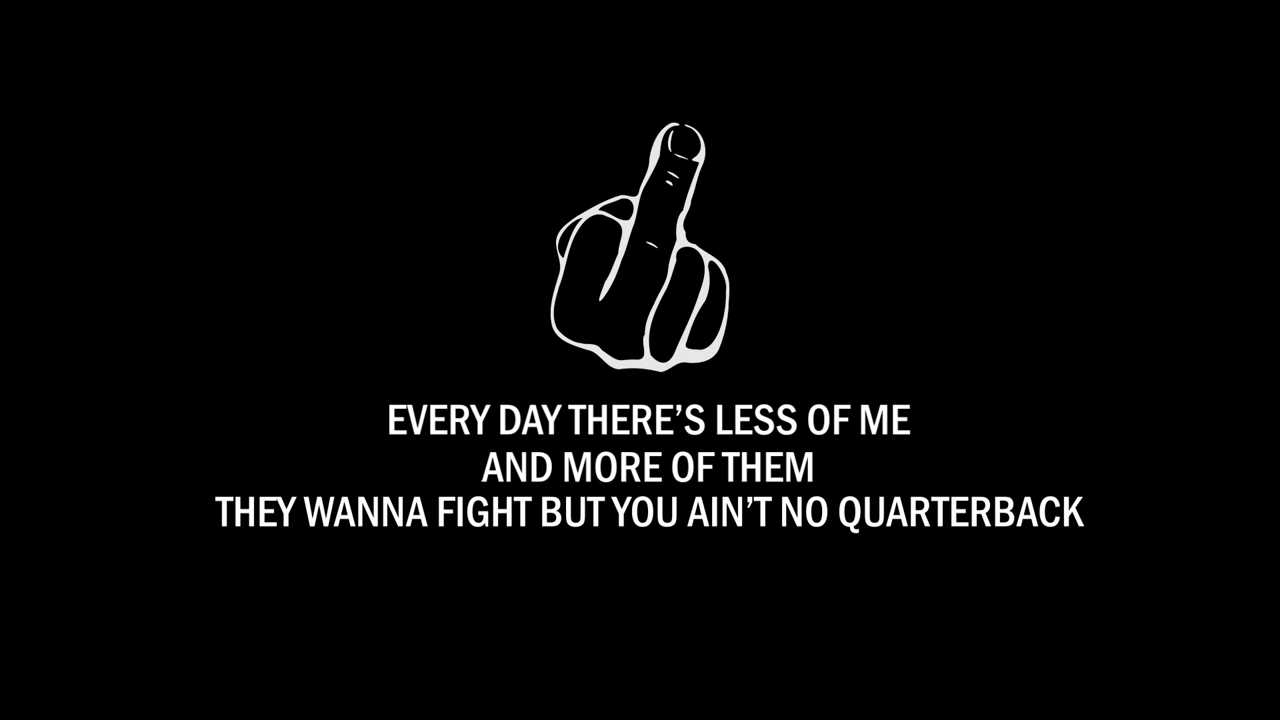 EVERY DAY THERE’S LESS OF ME
AND MORE OF THEM
THEY WANNA FIGHT BUT YOU AIN’T NO QUARTERBACK